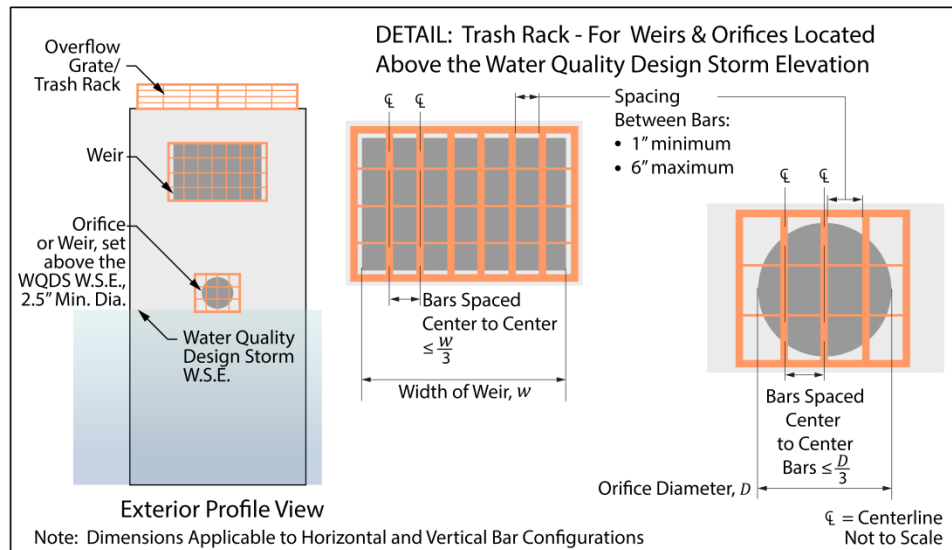 DETAIL: Trash Rack - For Weirs & Orifices Located
Above the Water Quality Design Storm Elevation
Overflow
Grate/
Trash Rack
Weir
Orifice
or Weir, set
above the
WQDS W.S.E.,
2.5” Min. Dia.
Water Quality
Design Storm
W.S.E.
Exterior Profile View
℄ ℄
Bars Spaced
Center to Center
≤ w/3
Width of Weir, w
Spacing
Between Bars:
• 1” minimum
• 6” maximum
℄ ℄
Bars Spaced
Center
to Center
Bars ≤ D/3
Orifice Diameter, D
℄ = Centerline
Not to Scale
Note: Dimensions Applicable to Horizontal and Vertical Bar Configurations